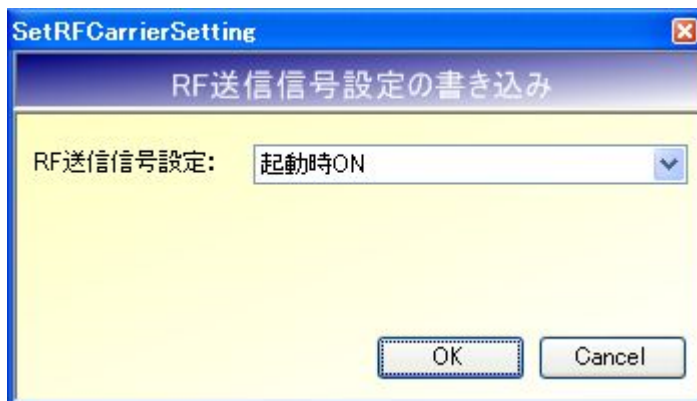 SetRFCarrierSetting
RF送信信号設定の書き込み
RF送信信号設定: 起動時ON
OK Cancel